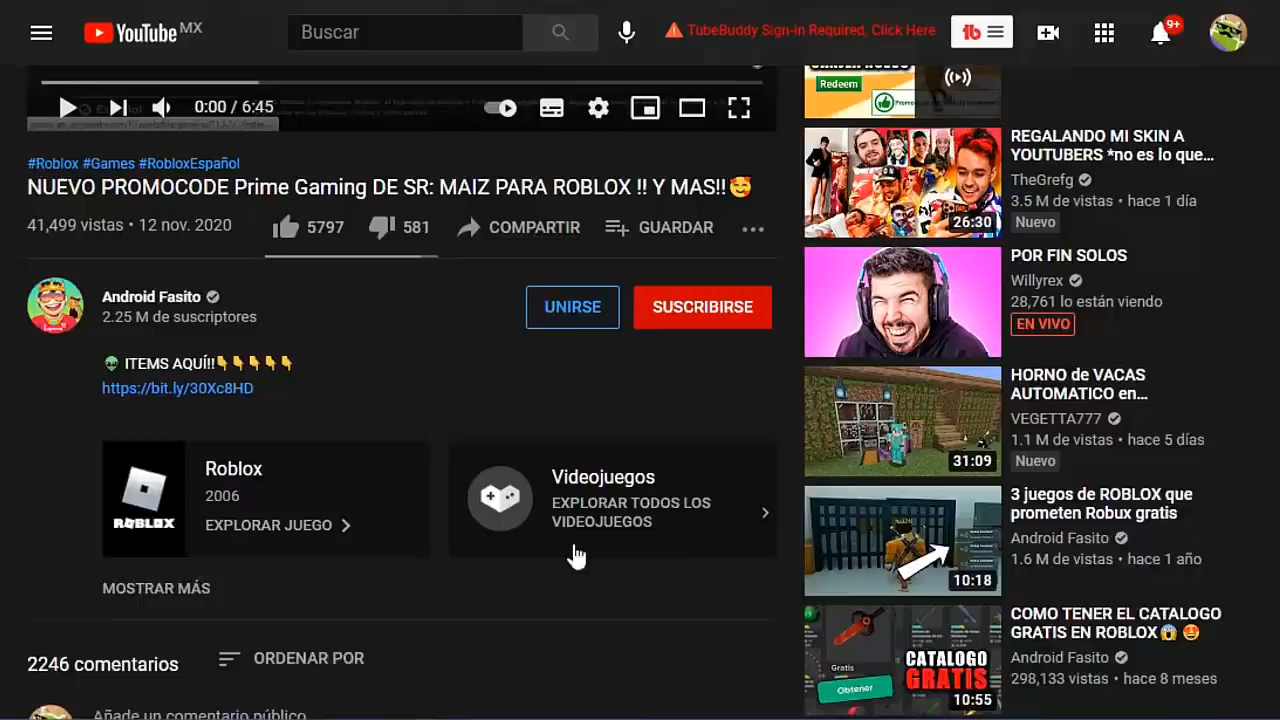 YouTube MX
Buscar
TubeBuddy Sign-in Required, Click Here
tb
9+
0:00 / 6:45
#Roblox #Games #RobloxEspañol
NUEVO PROMOCODE Prime Gaming DE SR: MAIZ PARA ROBLOX !! Y MAS!! 🥰
41,499 vistas • 12 nov. 2020
5797
581
COMPARTIR
GUARDAR
Android Fasito
2.25 M de suscriptores
UNIRSE
SUSCRIBIRSE
👽 ITEMS AQUÍ!!👇👇👇👇👇
https://bit.ly/30Xc8HD
ROBLOX
Roblox
2006
EXPLORAR JUEGO
Videojuegos
EXPLORAR TODOS LOS
VIDEOJUEGOS
MOSTRAR MÁS
2246 comentarios
ORDENAR POR
Añade un comentario público
Redeem
REGALANDO MI SKIN A
YOUTUBERS *no es lo que...
TheGrefg
3.5 M de vistas • hace 1 día
Nuevo
26:30
POR FIN SOLOS
Willyrex
28,761 lo están viendo
EN VIVO
HORNO de VACAS
AUTOMATICO en...
VEGETTA777
1.1 M de vistas • hace 5 días
Nuevo
31:09
3 juegos de ROBLOX que
prometen Robux gratis
Android Fasito
1.6 M de vistas • hace 1 año
10:18
COMO TENER EL CATALOGO
GRATIS EN ROBLOX 😱 🤩
Android Fasito
298,133 vistas • hace 8 meses
Gratis
Obtener
CATALOGO
GRATIS
10:55